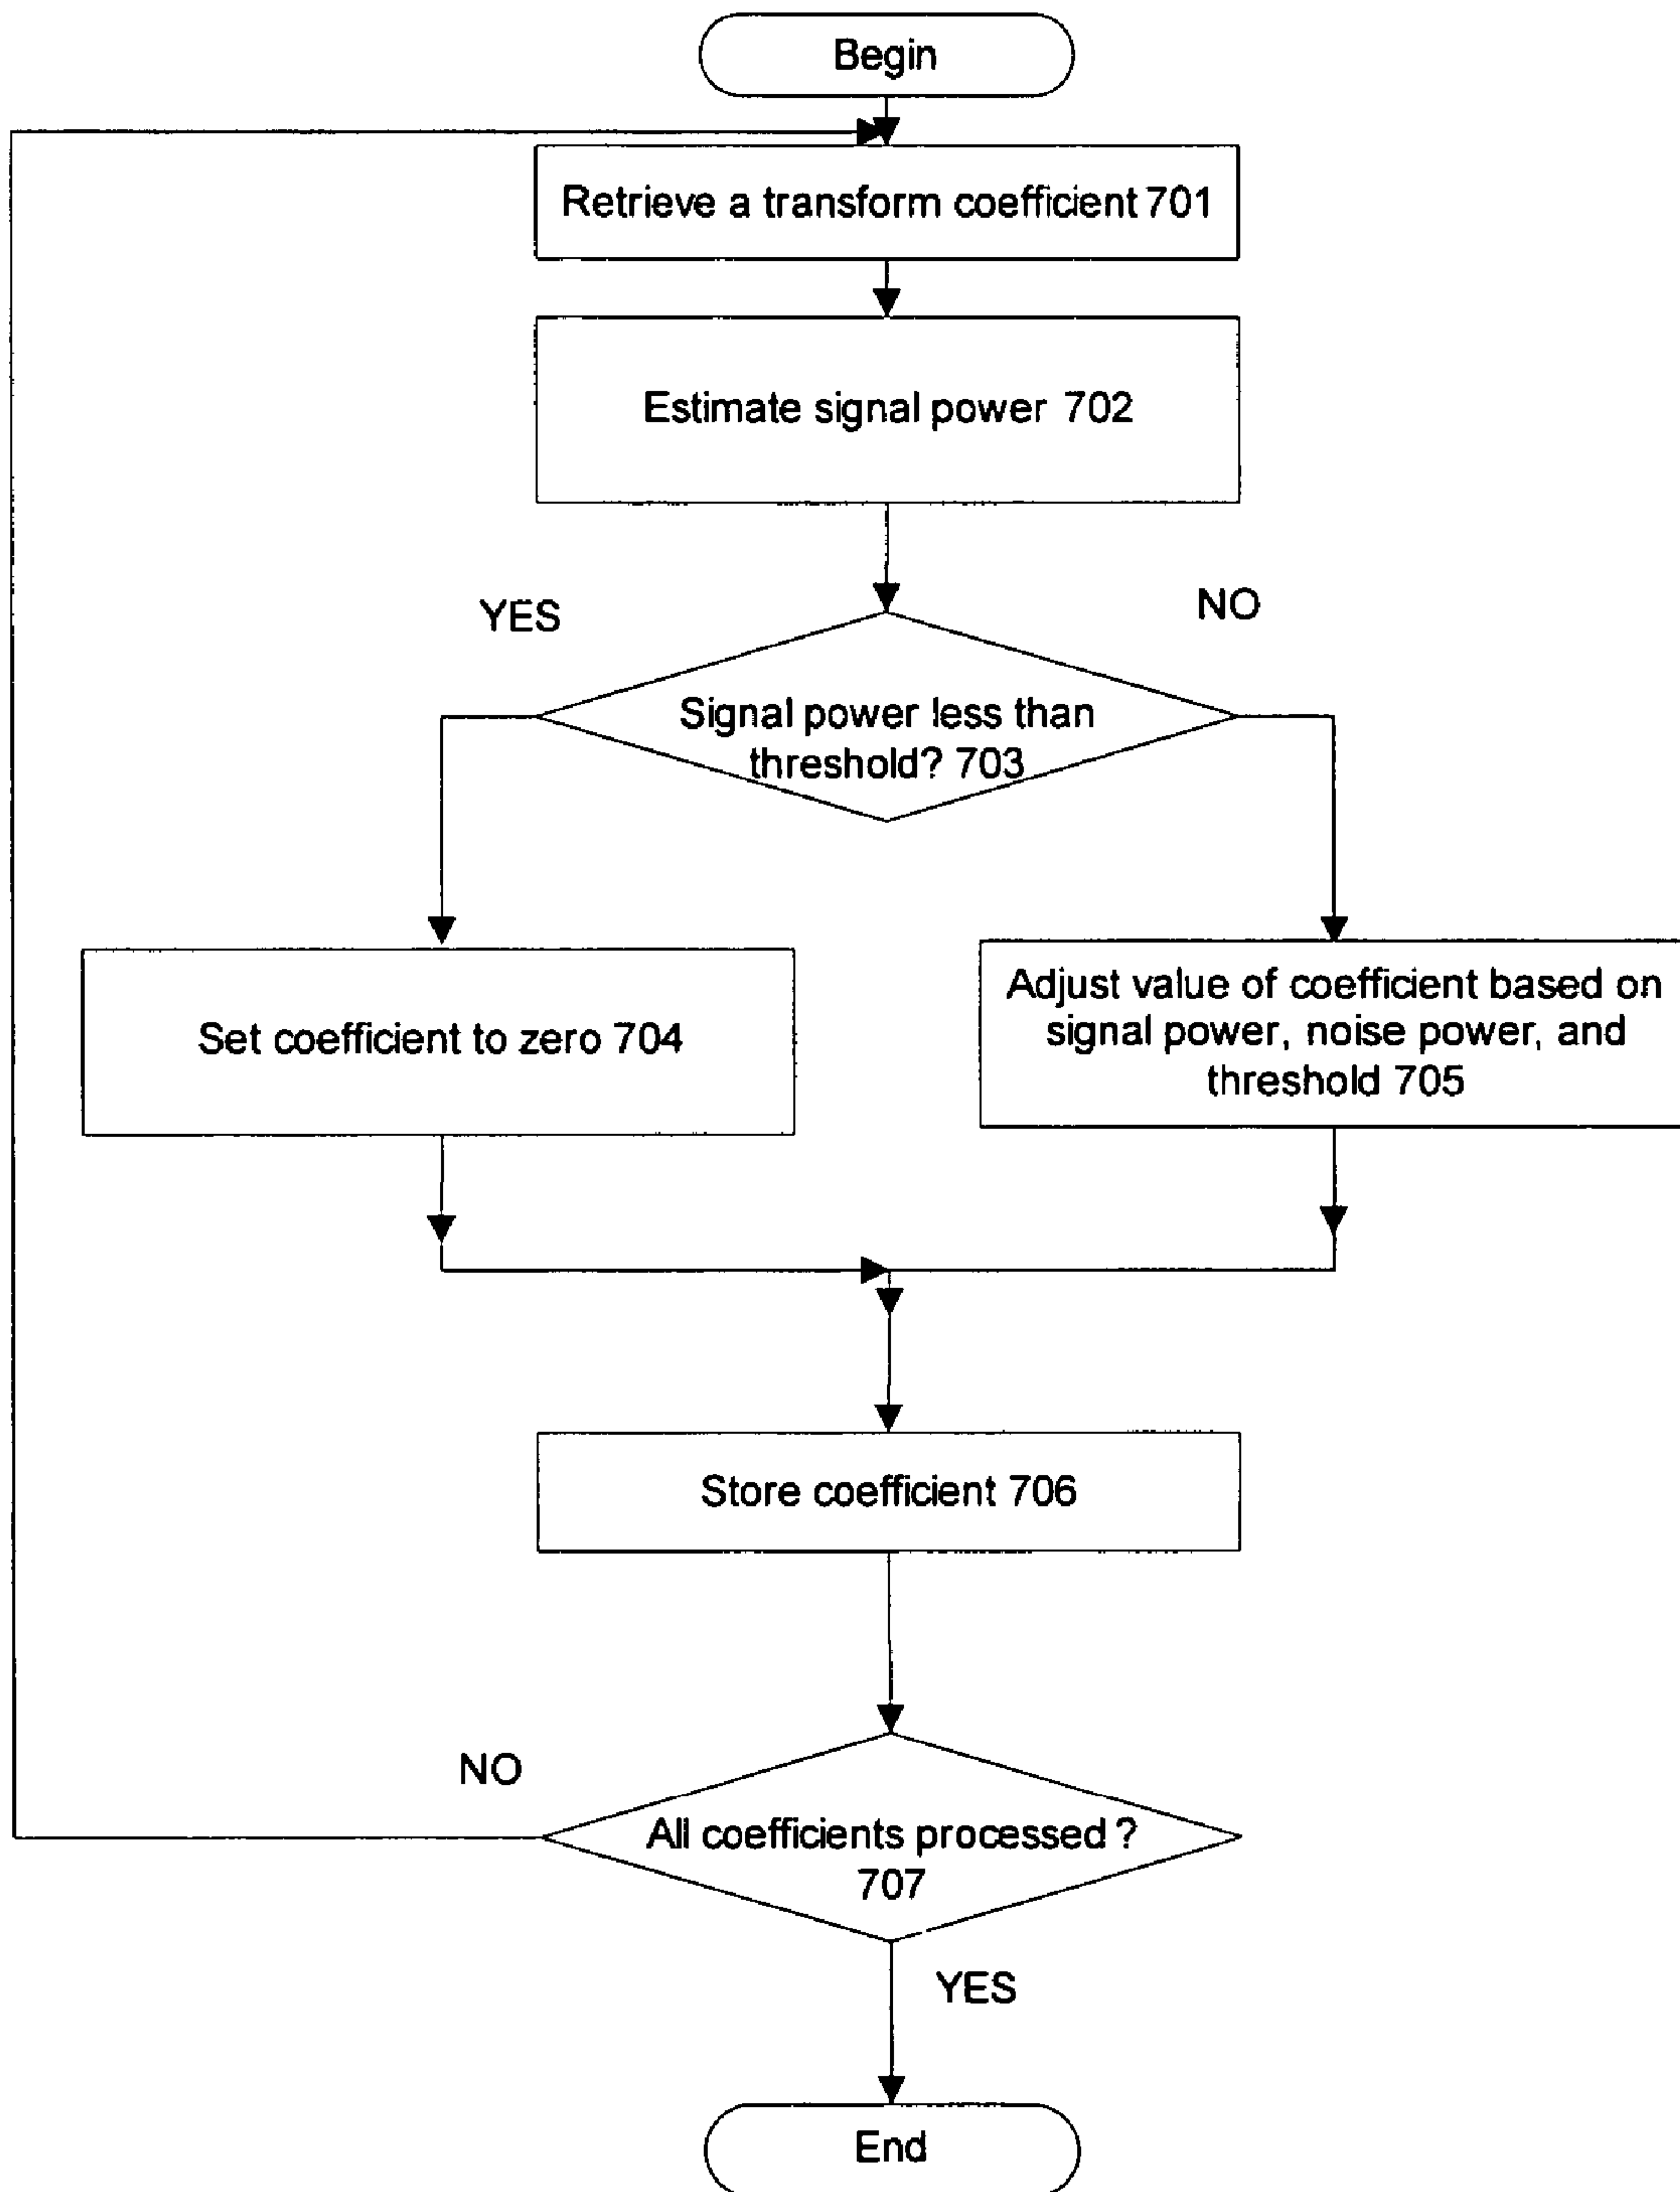 Begin
Retrieve a transform coefficient 701
Estimate signal power 702
YES
NO
Signal power less than
threshold? 703
Set coefficient to zero 704
Adjust value of coefficient based on
signal power, noise power, and
threshold 705
Store coefficient 706
NO
All coefficients processed ?
707
YES
End